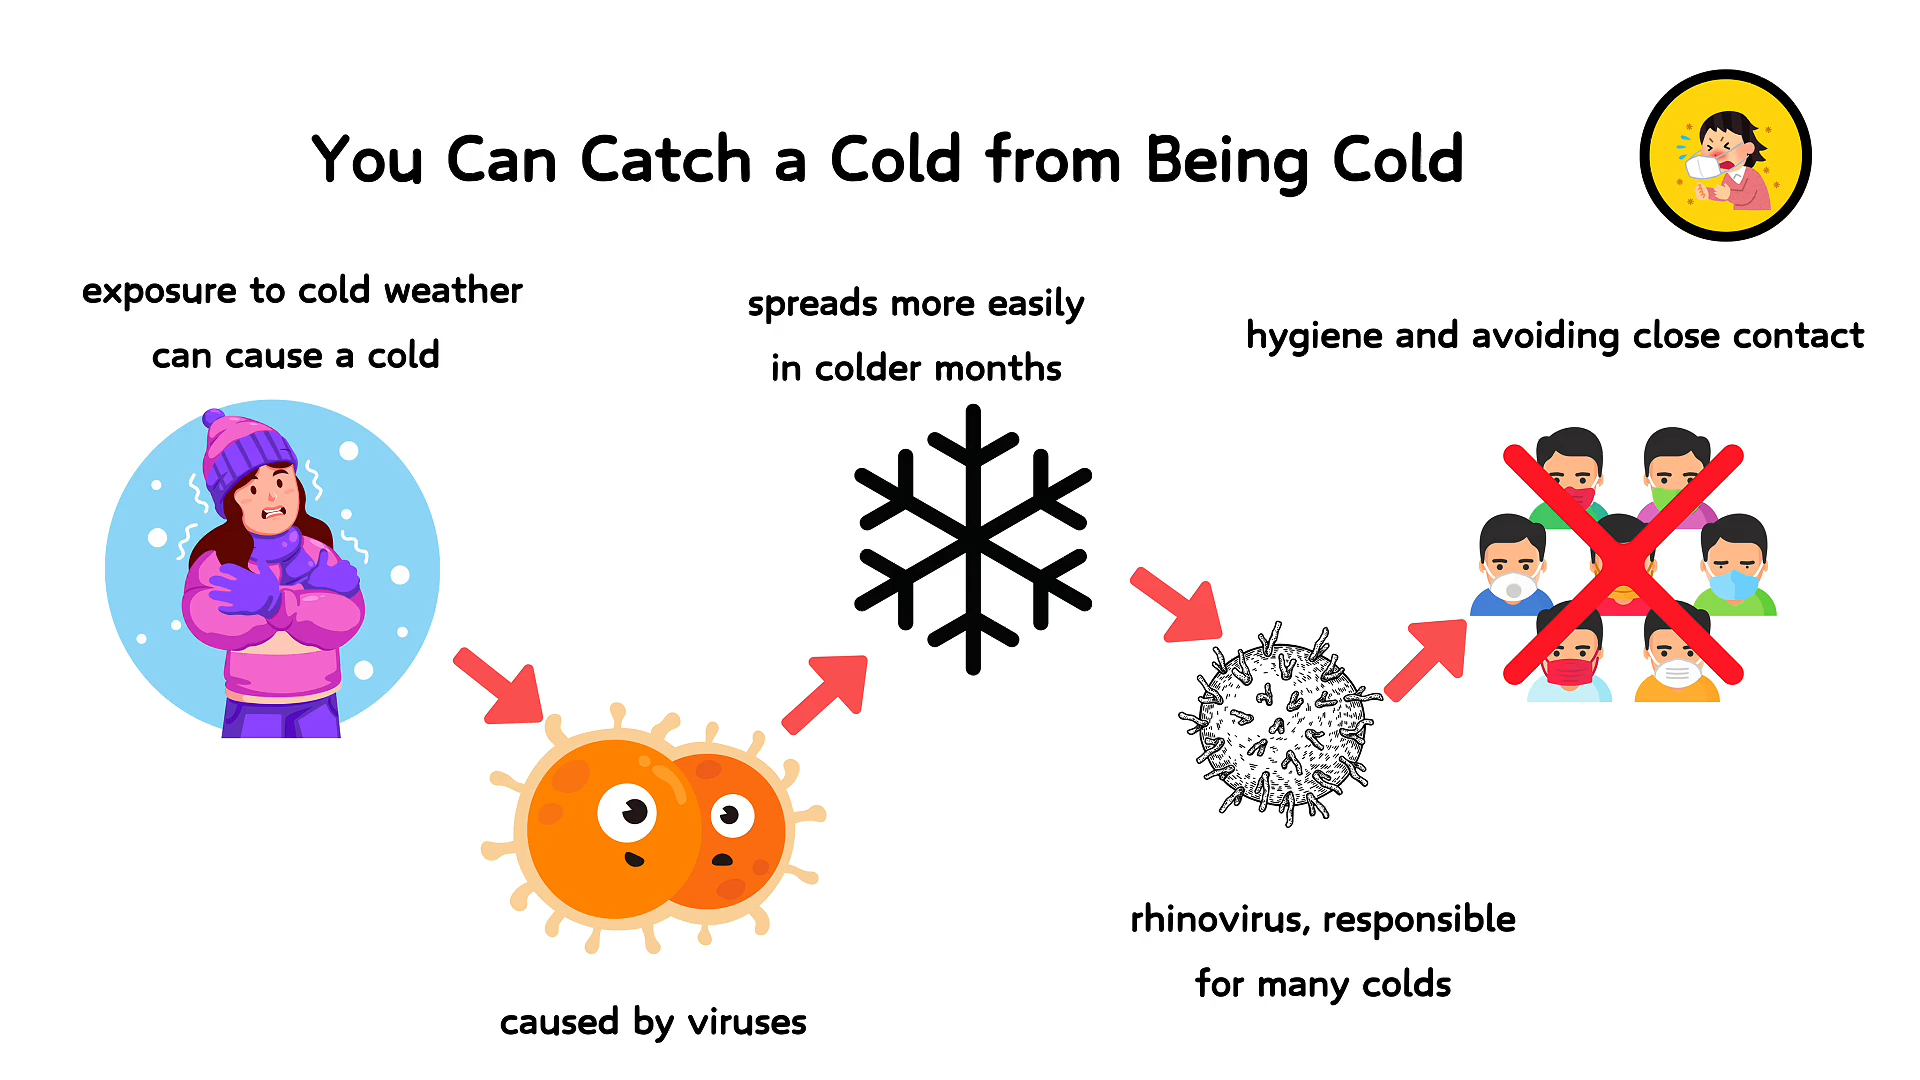 You Can Catch a Cold from Being Cold
exposure to cold weather
can cause a cold
caused by viruses
spreads more easily
in colder months
rhinovirus, responsible
for many colds
hygiene and avoiding close contact